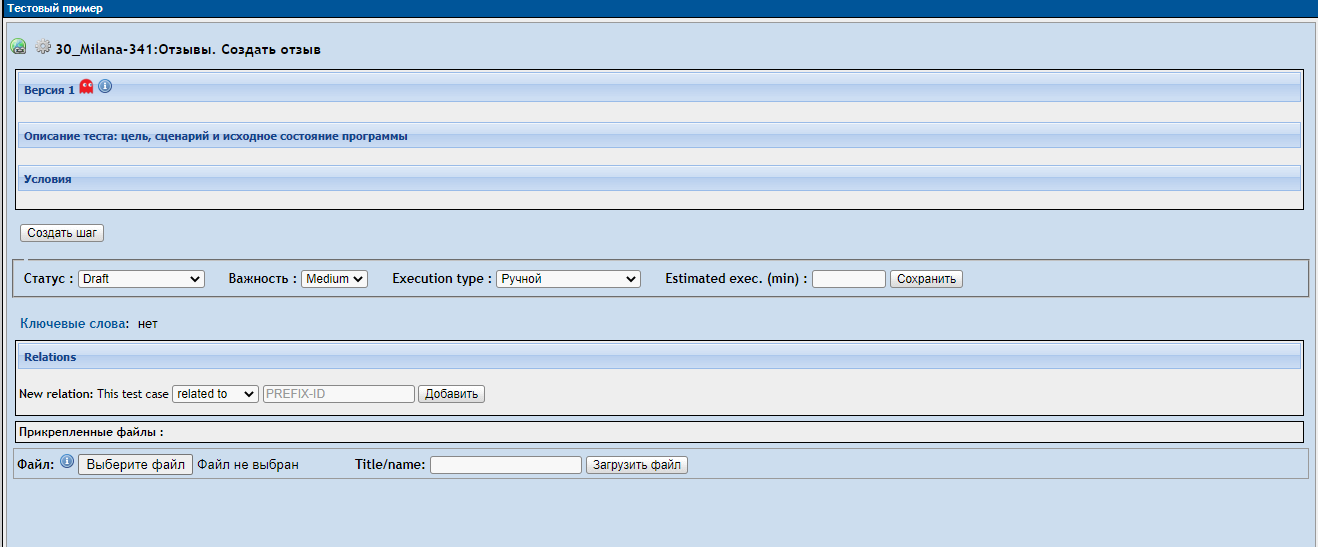 Тестовый пример
30_Milana-341:Отзывы. Создать отзыв
Версия 1
Описание теста: цель, сценарий и исходное состояние программы
Условия
Создать шаг
Статус : Draft Важность : Medium Execution type : Ручной Estimated exec. (min) : Сохранить
Ключевые слова: нет
Relations
New relation: This test case related to PREFIX-ID Добавить
Прикрепленные файлы :
Файл: Выберите файл Файл не выбран Title/name: Загрузить файл